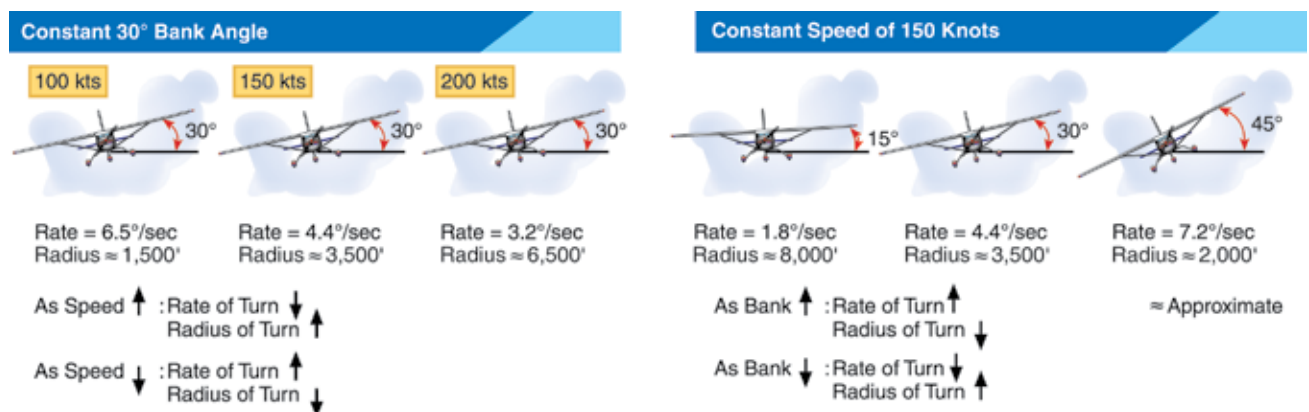 Constant 30° Bank Angle
100 kts
150 kts
200 kts
30°
30°
30°
Rate = 6.5°/sec
Radius ≈ 1,500'
Rate = 4.4°/sec
Radius ≈ 3,500'
Rate = 3.2°/sec
Radius ≈ 6,500'
As Speed ↑ : Rate of Turn ↓
Radius of Turn ↑
As Speed ↓ : Rate of Turn ↑
Radius of Turn ↓
Constant Speed of 150 Knots
15°
30°
45°
Rate = 1.8°/sec
Radius ≈ 8,000'
Rate = 4.4°/sec
Radius ≈ 3,500'
Rate = 7.2°/sec
Radius ≈ 2,000'
As Bank ↑ : Rate of Turn ↑
Radius of Turn ↓
≈ Approximate
As Bank ↓ : Rate of Turn ↓
Radius of Turn ↑